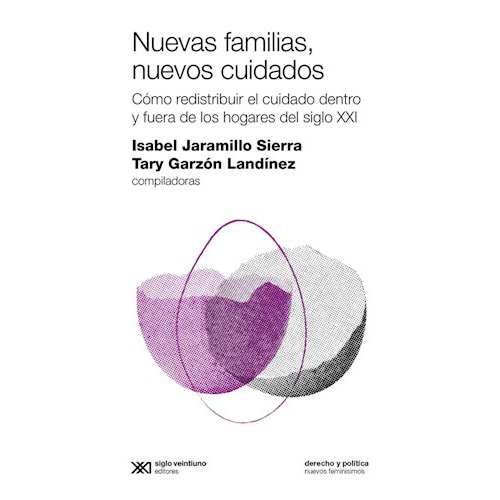 Nuevas familias,
nuevos cuidados
Cómo redistribuir el cuidado dentro
y fuera de los hogares del siglo XXI
Isabel Jaramillo Sierra
Tary Garzón Landínez
compiladoras
XXI
siglo veintiuno
editores
derecho y política
nuevos feminismos